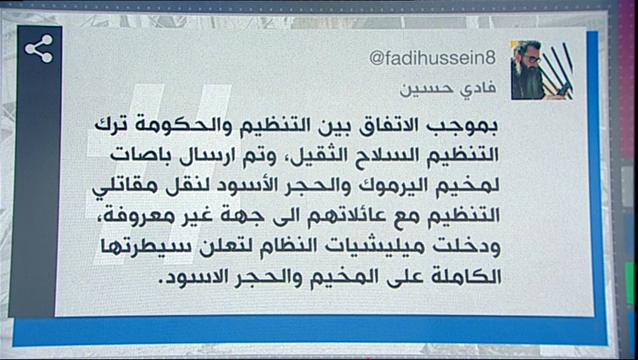 @fadihussein8
فادي حسين
بموجب الاتفاق بين التنظيم والحكومة ترك
التنظيم السلاح الثقيل، وتم ارسال باصات
لمخيم اليرموك والحجر الأسود لنقل مقاتلي
التنظيم مع عائلاتهم الى جهة غير معروفة،
ودخلت ميليشيات النظام لتعلن سيطرتها
الكاملة على المخيم والحجر الاسود.